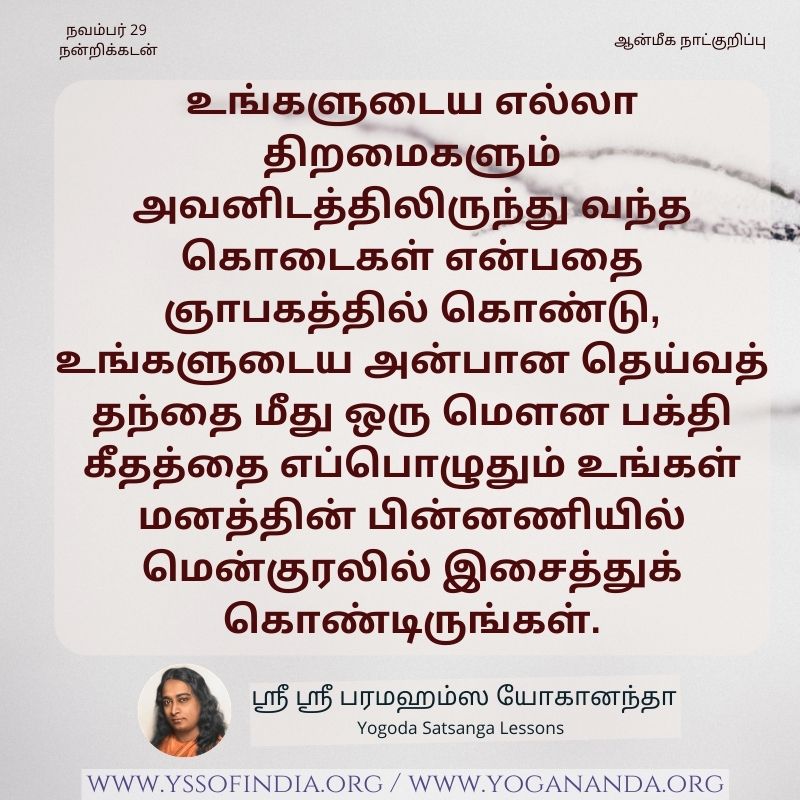 நவம்பர் 29
நன்றிக்கடன்
ஆன்மீக நாட்குறிப்பு
உங்களுடைய எல்லா
திறமைகளும்
அவனிடத்திலிருந்து வந்த
கொடைகள் என்பதை
ஞாபகத்தில் கொண்டு,
உங்களுடைய அன்பான தெய்வத்
தந்தை மீது ஒரு மௌன பக்தி
கீதத்தை எப்பொழுதும் உங்கள்
மனத்தின் பின்னணியில்
மென்குரலில் இசைத்துக்
கொண்டிருங்கள்.
ஸ்ரீ ஸ்ரீ பரமஹம்ஸ யோகானந்தா
Yogoda Satsanga Lessons
WWW.YSSOFINDIA.ORG / WWW.YOGANANDA.ORG